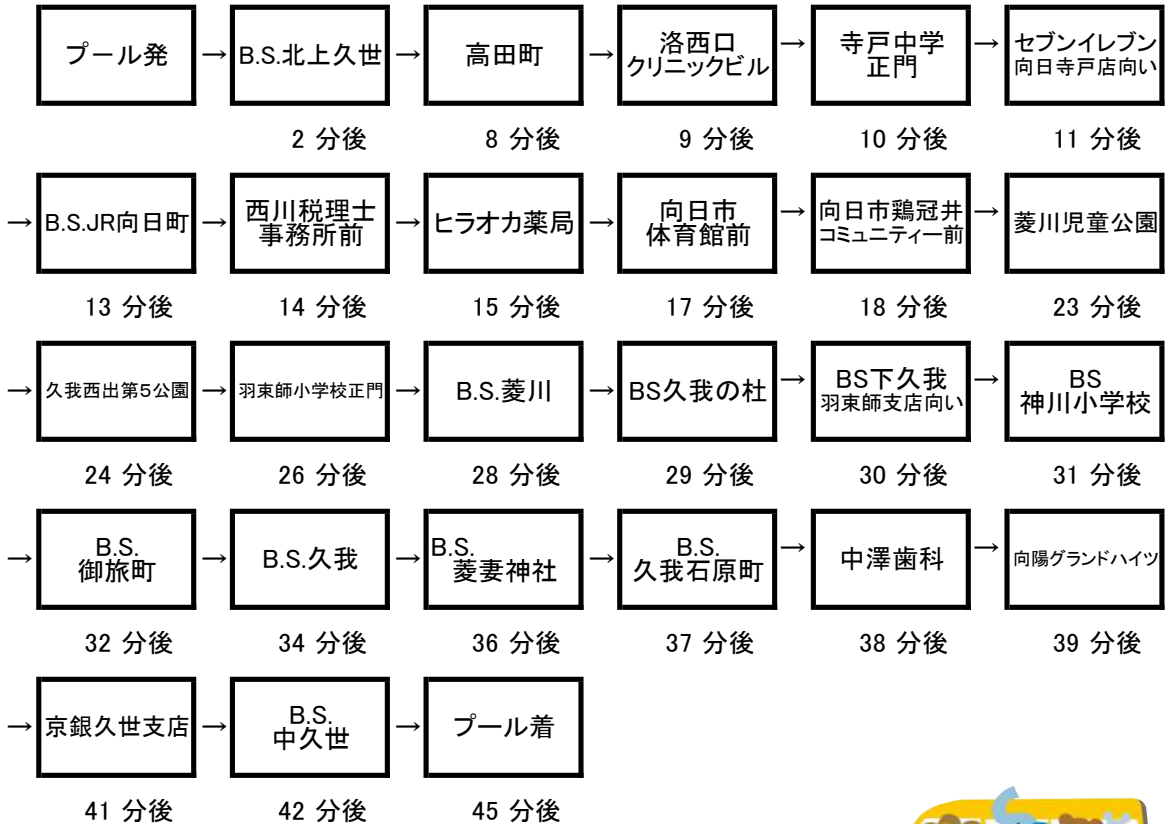 プール発 → B.S.北上久世 → 高田町 → 洛西口クリニックビル → 寺戸中学正門 → セブンイレブン向日寺戸店向い
2 分後 8 分後 9 分後 10 分後 11 分後
→ B.S.JR向日町 → 西川税理士事務所前 → ヒラオカ薬局 → 向日市体育館前 → 向日市鶏冠井コミュニティー前 → 菱川児童公園
13 分後 14 分後 15 分後 17 分後 18 分後 23 分後
→ 久我西出第5公園 → 羽束師小学校正門 → B.S.菱川 → BS久我の杜 → BS下久我羽束師支店向い → BS神川小学校
24 分後 26 分後 28 分後 29 分後 30 分後 31 分後
→ B.S.御旅町 → B.S.久我 → B.S.菱妻神社 → B.S.久我石原町 → 中澤歯科 → 向陽グランドハイツ
32 分後 34 分後 36 分後 37 分後 38 分後 39 分後
→ 京銀久世支店 → B.S.中久世 → プール着
41 分後 42 分後 45 分後